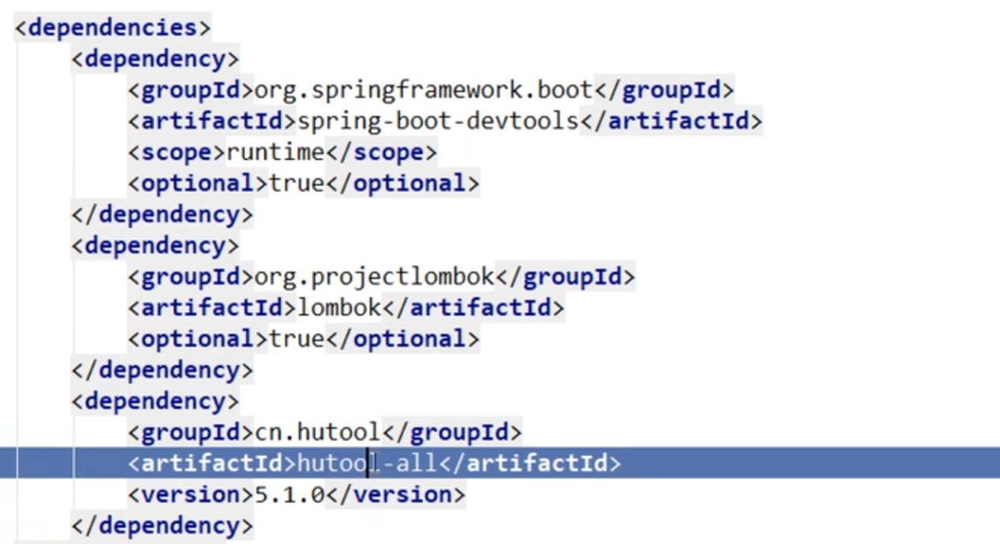 <dependencies>
<dependency>
<groupId>org.springframework.boot</groupId>
<artifactId>spring-boot-devtools</artifactId>
<scope>runtime</scope>
<optional>true</optional>
</dependency>
<dependency>
<groupId>org.projectlombok</groupId>
<artifactId>lombok</artifactId>
<optional>true</optional>
</dependency>
<dependency>
<groupId>cn.hutool</groupId>
<artifactId>hutool-all</artifactId>
<version>5.1.0</version>
</dependency>